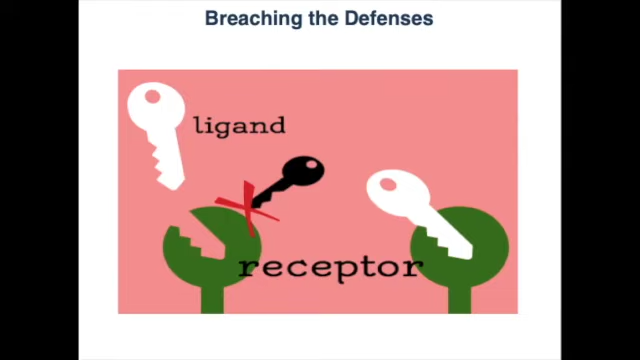 Breaching the Defenses
ligand
receptor